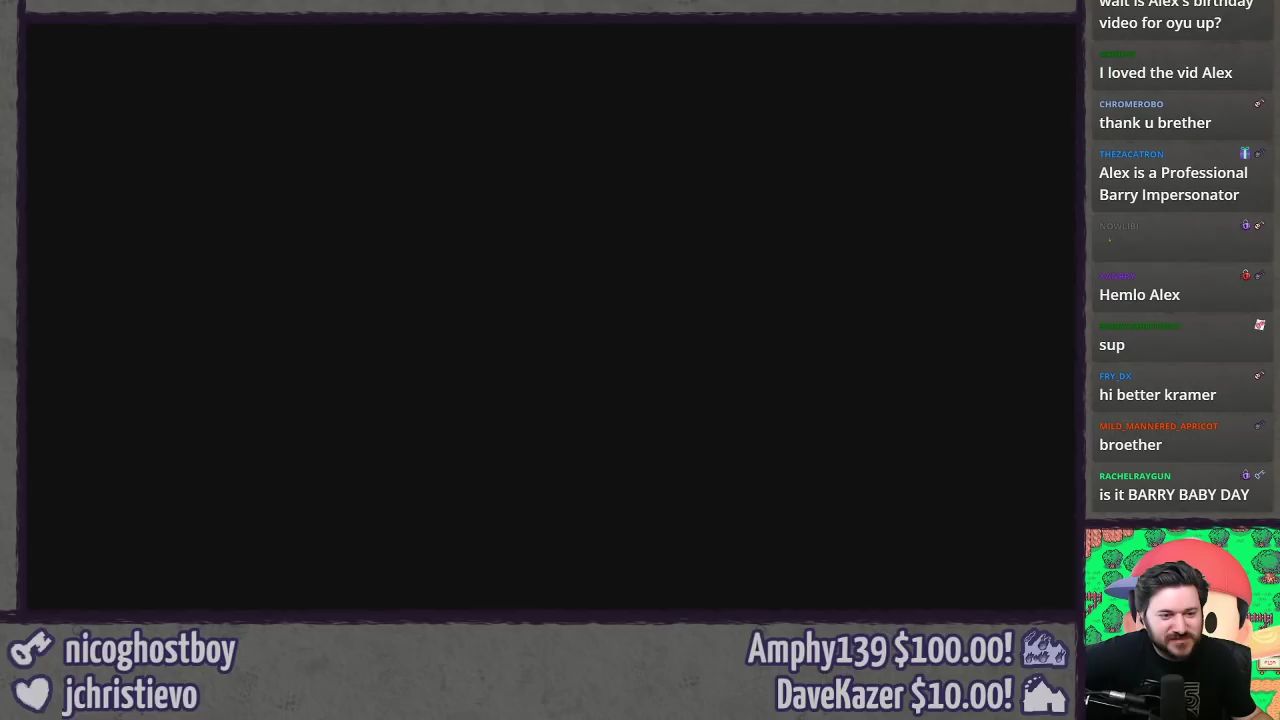 wait is Alex's birthday
video for oyu up?
I loved the vid Alex
CHROMEROBO
thank u brether
THEZACATRON
Alex is a Professional
Barry Impersonator
NOWLIBI
Hemlo Alex
sup
FRY_DX
hi better kramer
MILD_MANNERED_APRICOT
broether
RACHELRAYGUN
is it BARRY BABY DAY
nicoghostboy
jchristievo
Amphy139 $100.00!
DaveKazer $10.00!